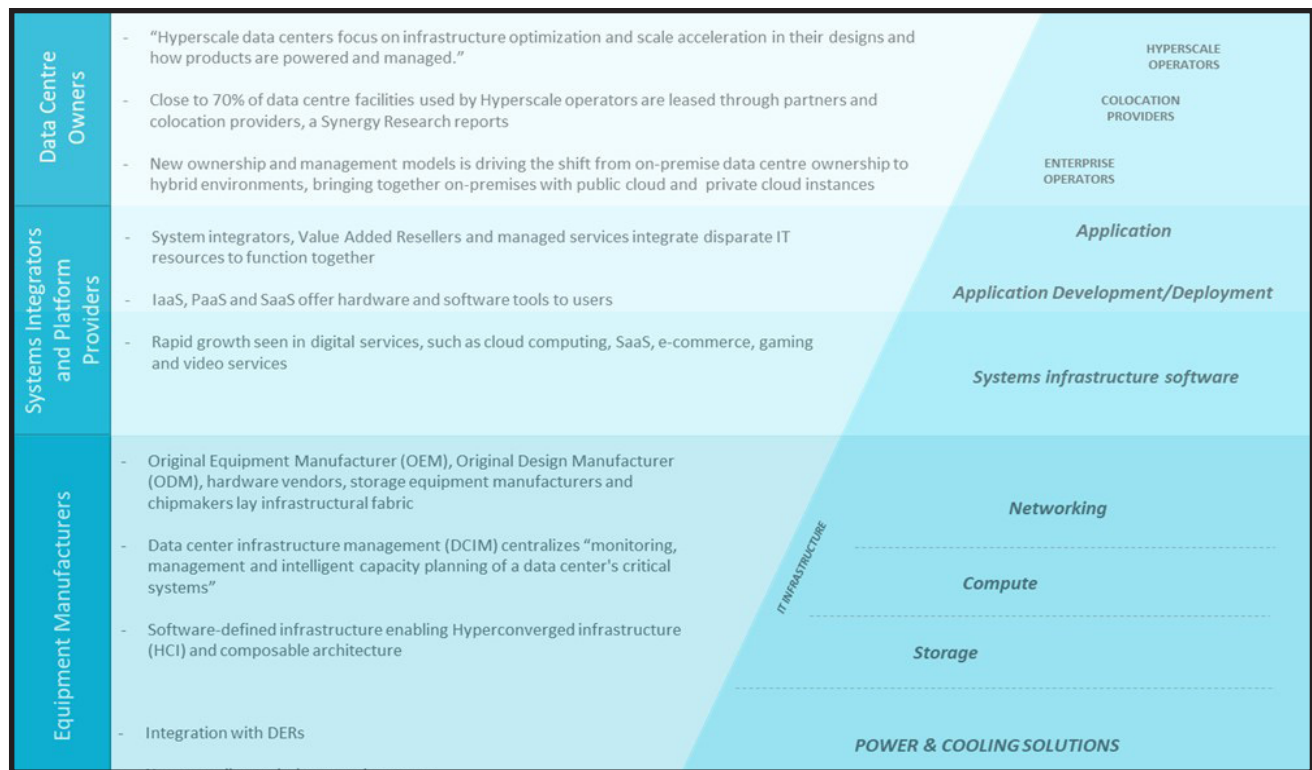 Data Centre
Owners
- “Hyperscale data centers focus on infrastructure optimization and scale acceleration in their designs and
how products are powered and managed.”
- Close to 70% of data centre facilities used by Hyperscale operators are leased through partners and
colocation providers, a Synergy Research reports
- New ownership and management models is driving the shift from on-premise data centre ownership to
hybrid environments, bringing together on-premises with public cloud and private cloud instances
HYPERSCALE
OPERATORS
COLOCATION
PROVIDERS
ENTERPRISE
OPERATORS
Systems Integrators
and Platform
Providers
- System integrators, Value Added Resellers and managed services integrate disparate IT
resources to function together
- IaaS, PaaS and SaaS offer hardware and software tools to users
- Rapid growth seen in digital services, such as cloud computing, SaaS, e-commerce, gaming
and video services
Application
Application Development/Deployment
Systems infrastructure software
Equipment Manufacturers
- Original Equipment Manufacturer (OEM), Original Design Manufacturer
(ODM), hardware vendors, storage equipment manufacturers and
chipmakers lay infrastructural fabric
- Data center infrastructure management (DCIM) centralizes “monitoring,
management and intelligent capacity planning of a data center's critical
systems”
- Software-defined infrastructure enabling Hyperconverged infrastructure
(HCI) and composable architecture
- Integration with DERs
IT INFRASTRUCTURE
Networking
Compute
Storage
POWER & COOLING SOLUTIONS